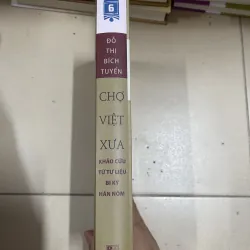 6
ĐỖ
THỊ
BÍCH
TUYỂN
CHỢ
VIỆT
XƯA
KHẢO CỨU
TỪ TƯ LIỆU
BI KÝ
HÁN NÔM